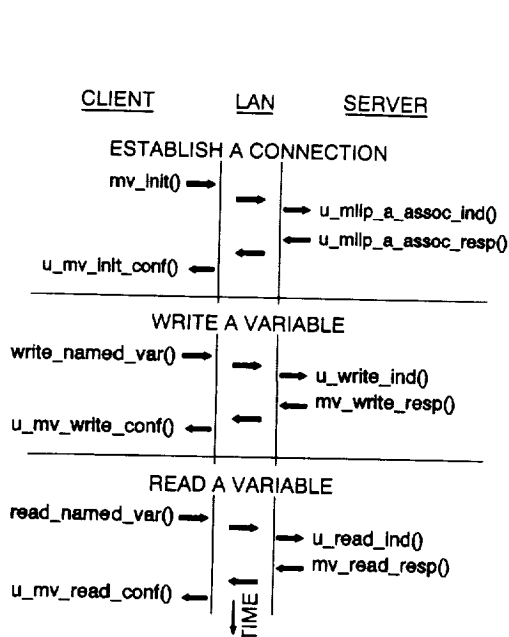 CLIENT LAN SERVER
ESTABLISH A CONNECTION
mv_init()
u_mllp_a_assoc_ind()
u_mllp_a_assoc_resp()
u_mv_init_conf()
WRITE A VARIABLE
write_named_var()
u_write_ind()
mv_write_resp()
u_mv_write_conf()
READ A VARIABLE
read_named_var()
u_read_ind()
mv_read_resp()
u_mv_read_conf()
TIME